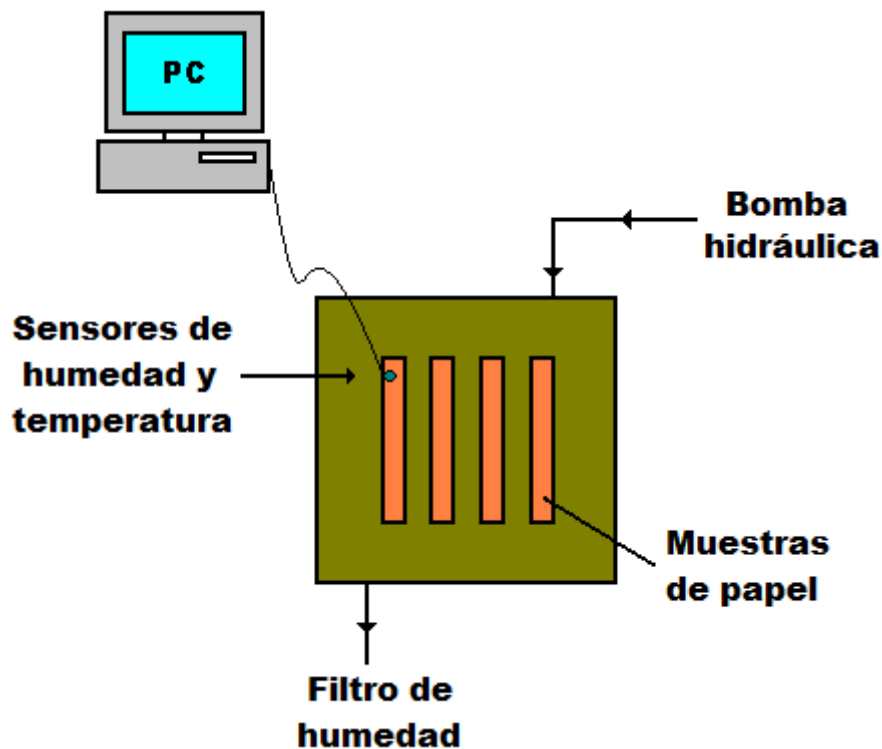 PC
Bomba
hidráulica
Sensores de
humedad y
temperatura
Muestras
de papel
Filtro de
humedad